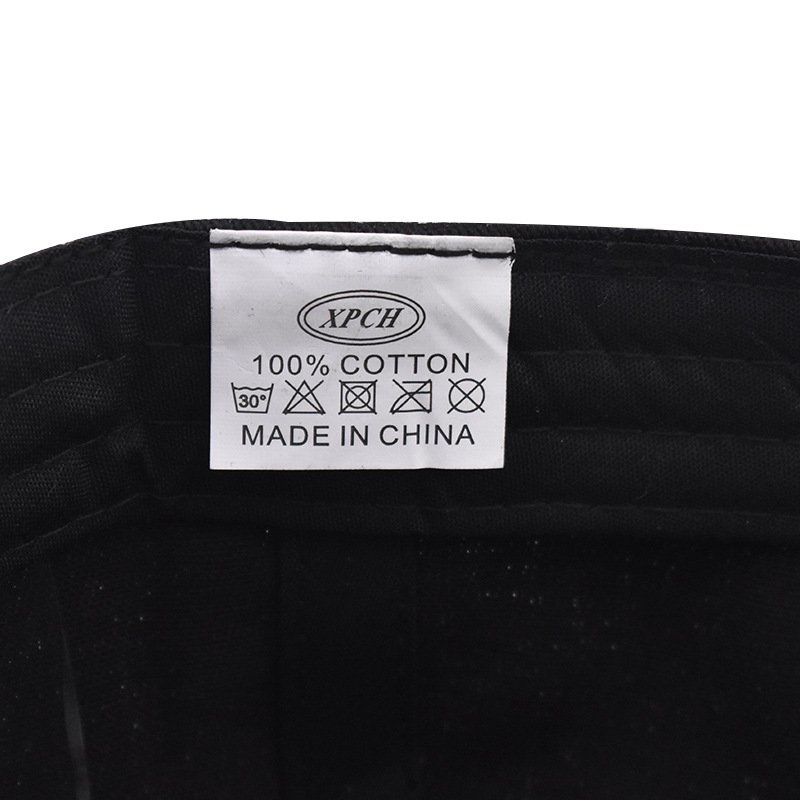 XPCH
100% COTTON
30°
MADE IN CHINA